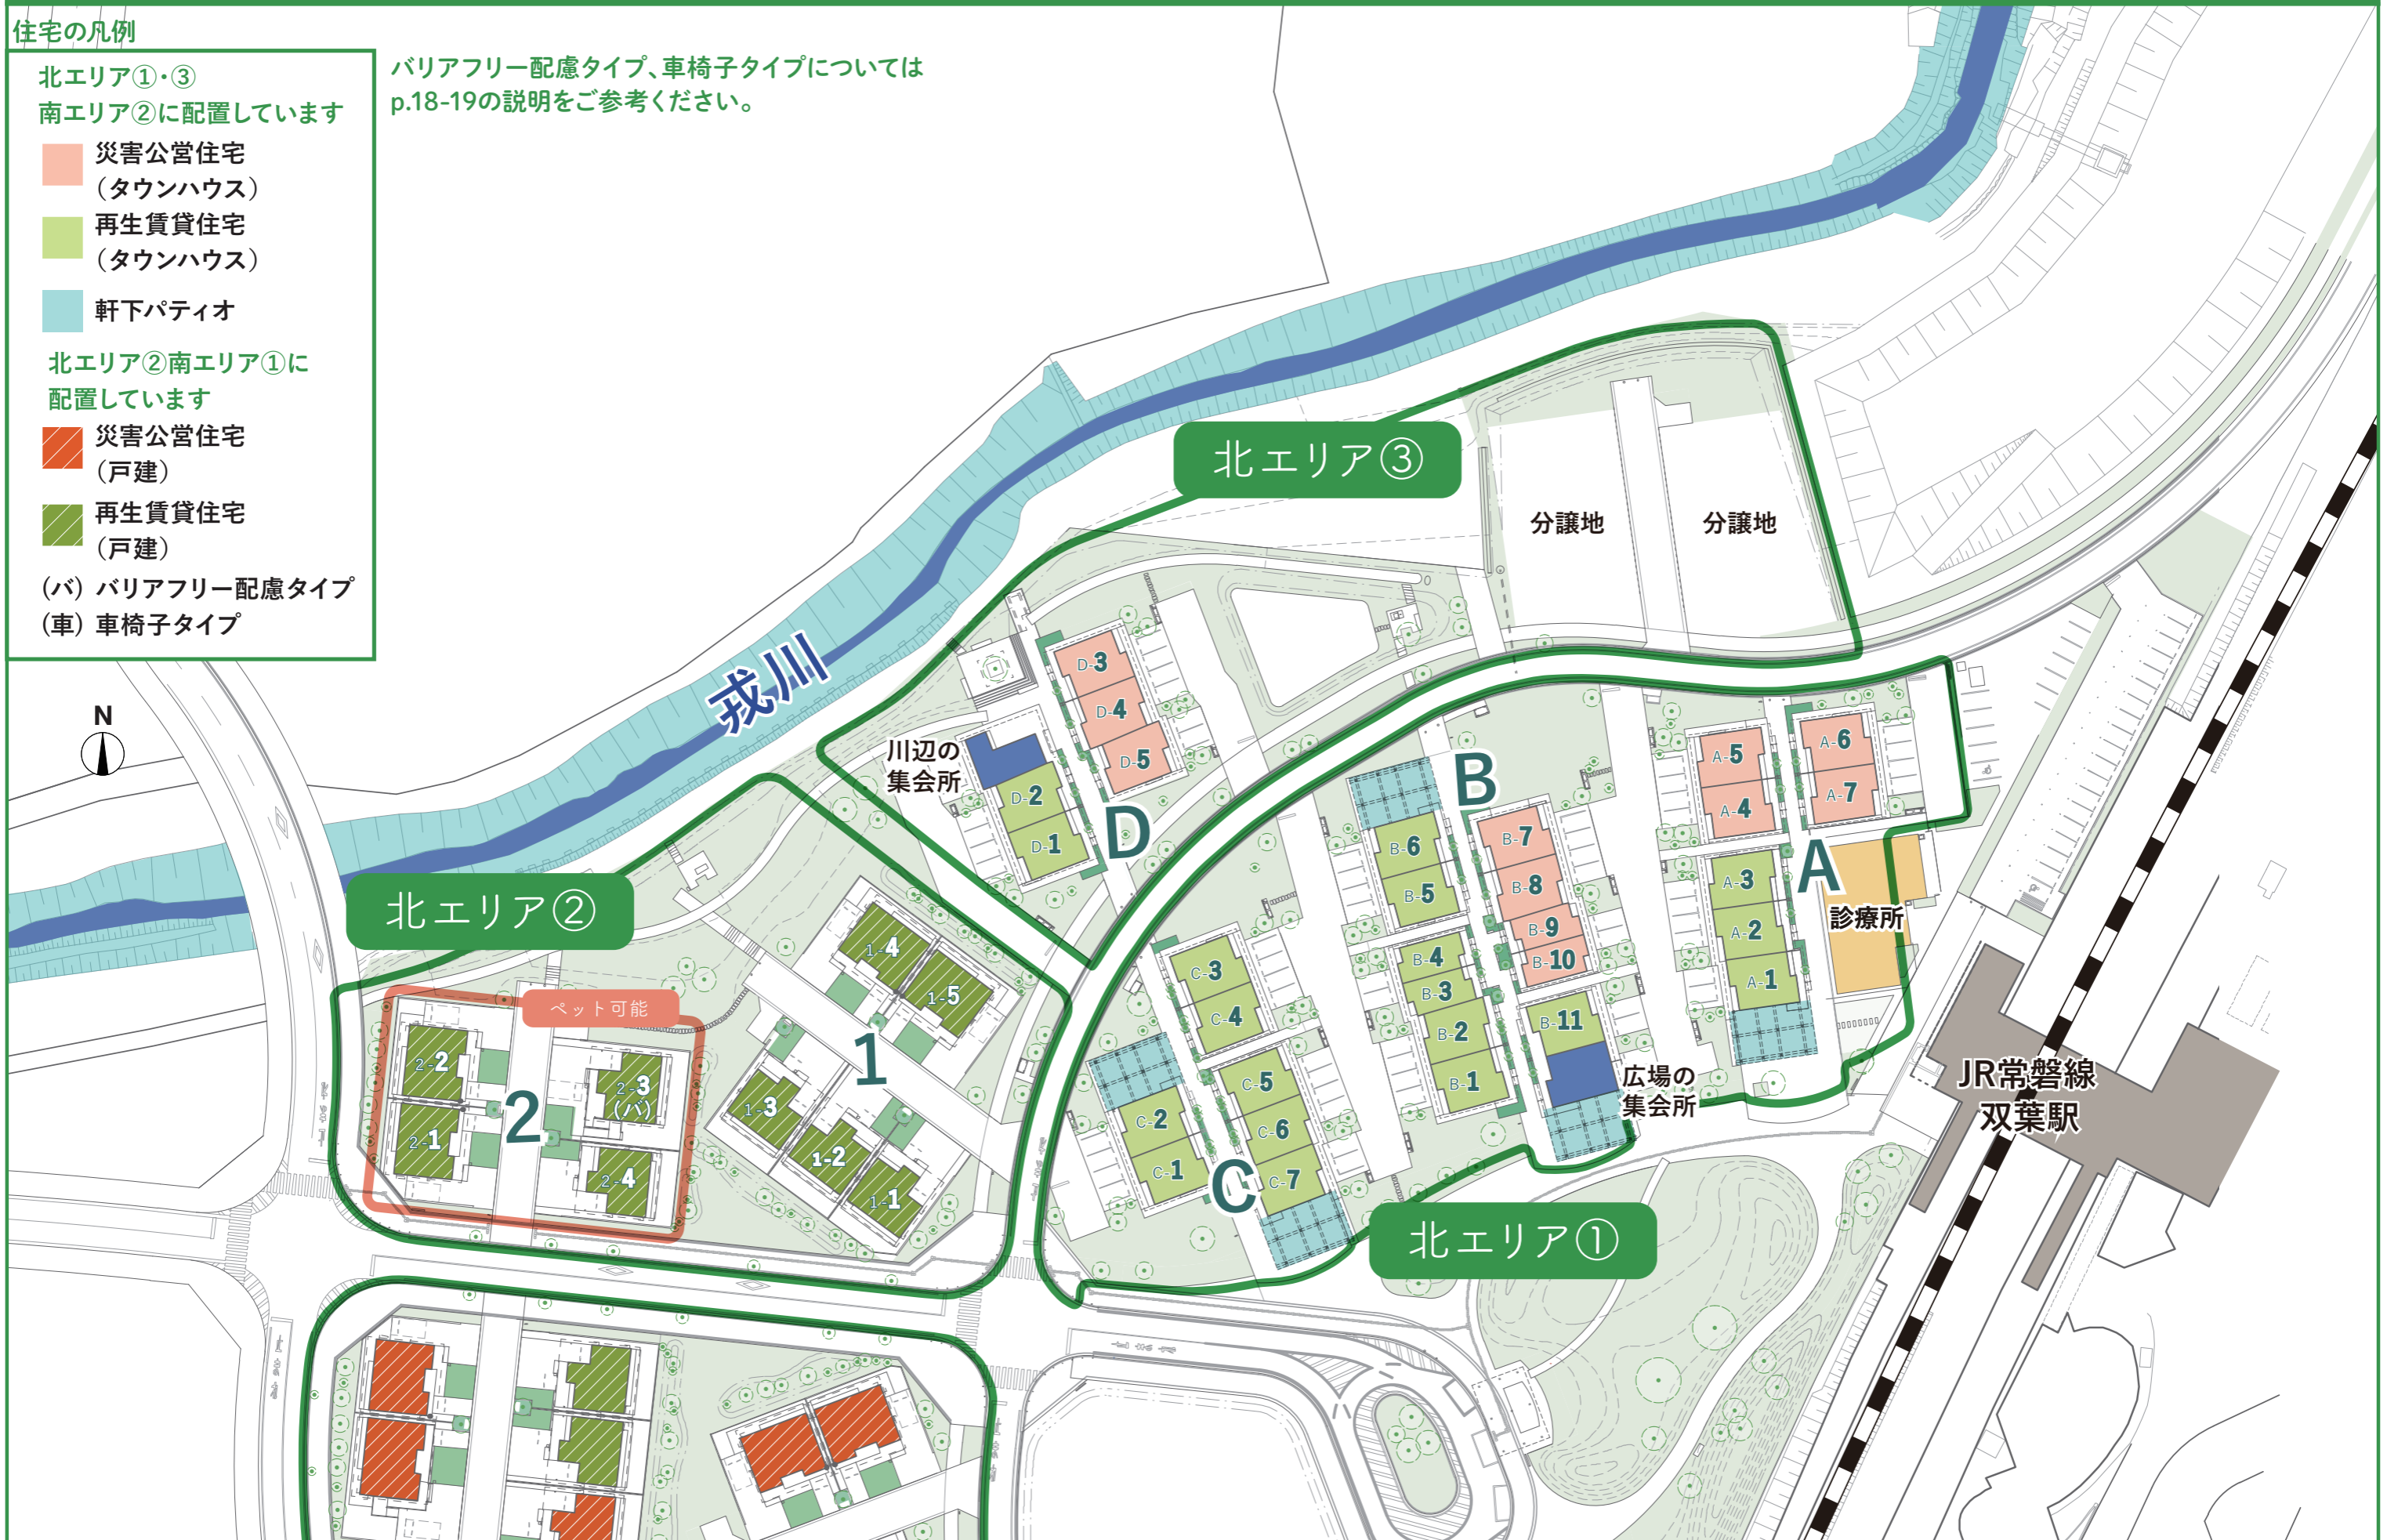 住宅の凡例
北エリア①・③
南エリア②に配置しています
災害公営住宅
（タウンハウス）
再生賃貸住宅
（タウンハウス）
軒下パティオ
北エリア②南エリア①に
配置しています
災害公営住宅
（戸建）
再生賃貸住宅
（戸建）
（バ）バリアフリー配慮タイプ
（車）車椅子タイプ
バリアフリー配慮タイプ、車椅子タイプについては
p.18-19の説明をご参考ください。
N
戎川
北エリア③
分譲地
分譲地
川辺の
集会所
D-3
D-4
D-5
D-2
D-1
D
B
B-6
B-5
B-4
B-3
B-2
B-1
B-7
B-8
B-9
B-10
B-11
広場の
集会所
A-5
A-4
A-6
A-7
A
A-3
A-2
A-1
診療所
JR常磐線
双葉駅
C-3
C-4
C-5
C-6
C-7
C-2
C-1
C
北エリア①
北エリア②
ペット可能
2-2
2-1
2
2-3
（バ）
2-4
1-4
1-5
1
1-3
1-2
1-1